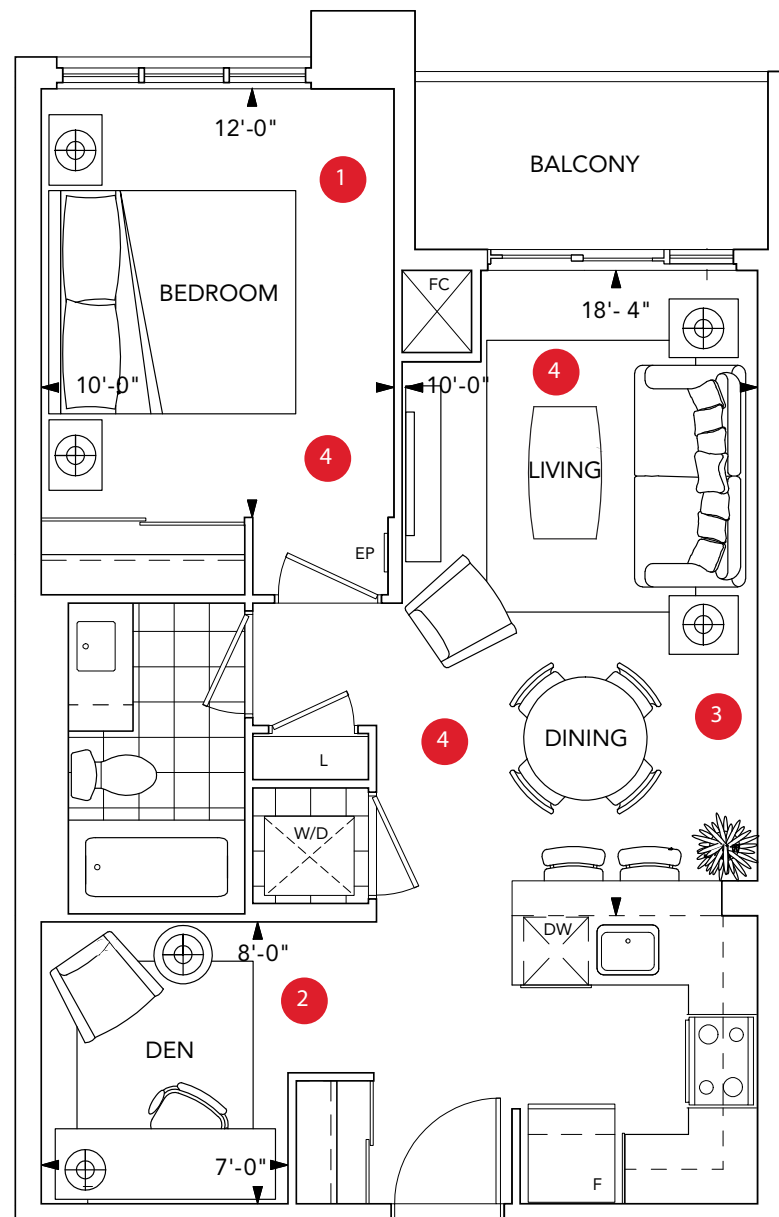 12'-0"
1
BALCONY
BEDROOM
FC
18'- 4"
10'-0"
10'-0"
4
4
LIVING
EP
3
4
DINING
L
W/D
DW
8'-0"
2
DEN
7'-0"
F